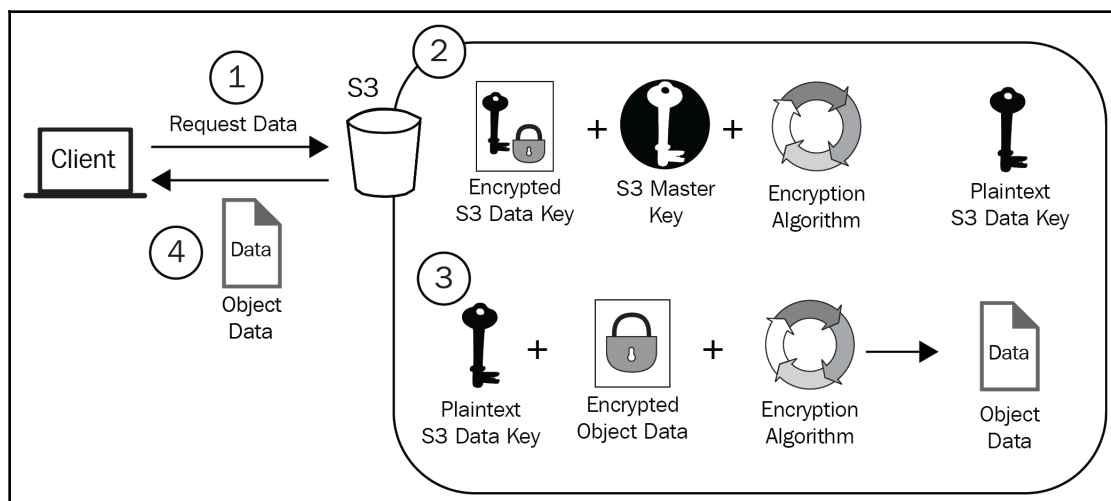 1
Request Data
Client
4
Data
Object
Data
S3
2
+
+
Encrypted
S3 Data Key
S3 Master
Key
Encryption
Algorithm
Plaintext
S3 Data Key
3
+
+
Plaintext
S3 Data Key
Encrypted
Object Data
Encryption
Algorithm
Data
Object
Data